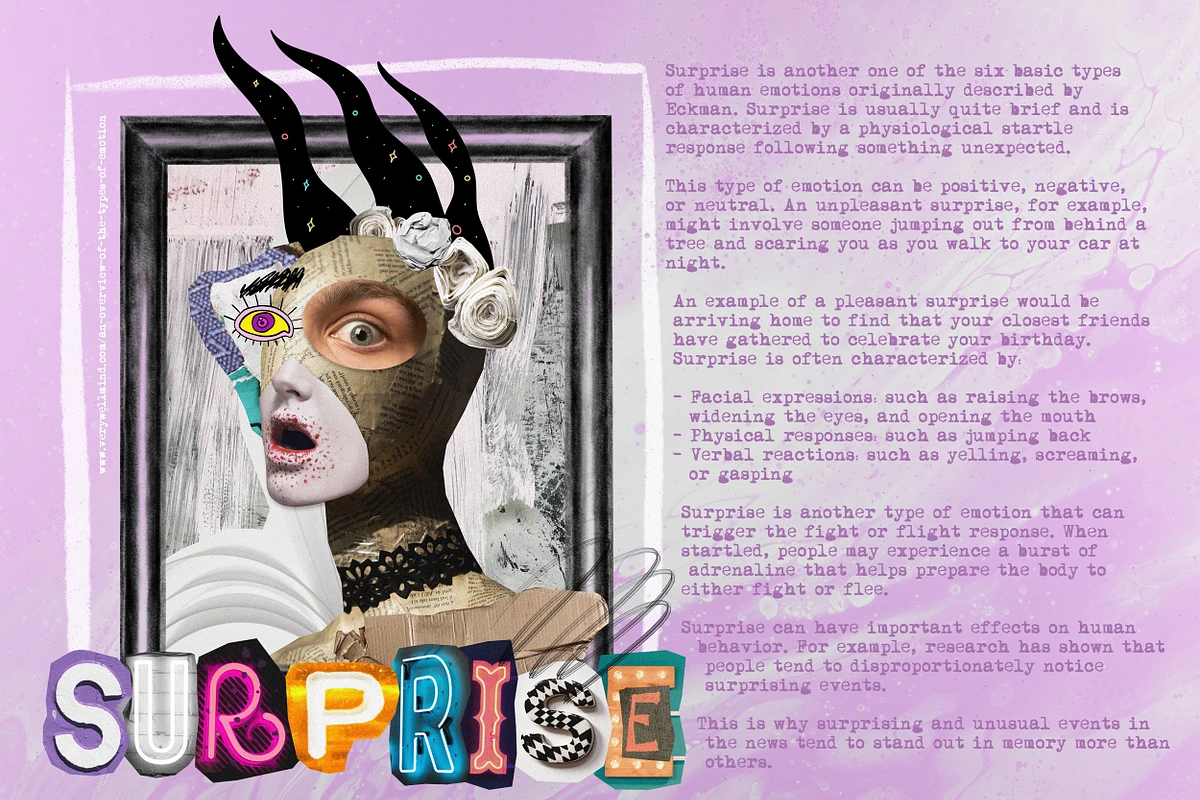 www.verywellmind.com/an-overview-of-the-types-of-emotion
Surprise is another one of the six basic types
of human emotions originally described by
Eckman. Surprise is usually quite brief and is
characterized by a physiological startle
response following something unexpected.
This type of emotion can be positive, negative,
or neutral. An unpleasant surprise, for example,
might involve someone jumping out from behind a
tree and scaring you as you walk to your car at
night.
An example of a pleasant surprise would be
arriving home to find that your closest friends
have gathered to celebrate your birthday.
Surprise is often characterized by:
- Facial expressions: such as raising the brows,
widening the eyes, and opening the mouth
- Physical responses: such as jumping back
- Verbal reactions: such as yelling, screaming,
or gasping
Surprise is another type of emotion that can
trigger the fight or flight response. When
startled, people may experience a burst of
adrenaline that helps prepare the body to
either fight or flee.
Surprise can have important effects on human
behavior. For example, research has shown that
people tend to disproportionately notice
surprising events.
This is why surprising and unusual events in
the news tend to stand out in memory more than
others.
SURPRISE